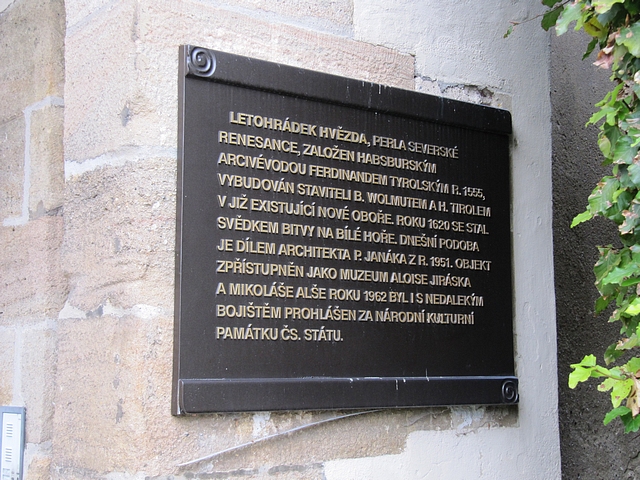 LETOHRÁDEK HVĚZDA, PERLA SEVERSKÉ
RENESANCE, ZALOŽEN HABSBURSKÝM
ARCIVÉVODOU FERDINANDEM TYROLSKÝM R. 1555,
VYBUDOVÁN STAVITELI B. WOLMUTEM A H. TIROLEM
V JIŽ EXISTUJÍCÍ NOVÉ OBOŘE. ROKU 1620 SE STAL
SVĚDKEM BITVY NA BÍLÉ HOŘE. DNEŠNÍ PODOBA
JE DÍLEM ARCHITEKTA P. JANÁKA Z R. 1951. OBJEKT
ZPŘÍSTUPNĚN JAKO MUZEUM ALOISE JIRÁSKA
A MIKOLÁŠE ALŠE ROKU 1962 BYL I S NEDALEKÝM
BOJIŠTĚM PROHLÁŠEN ZA NÁRODNÍ KULTURNÍ
PAMÁTKU ČS. STÁTU.